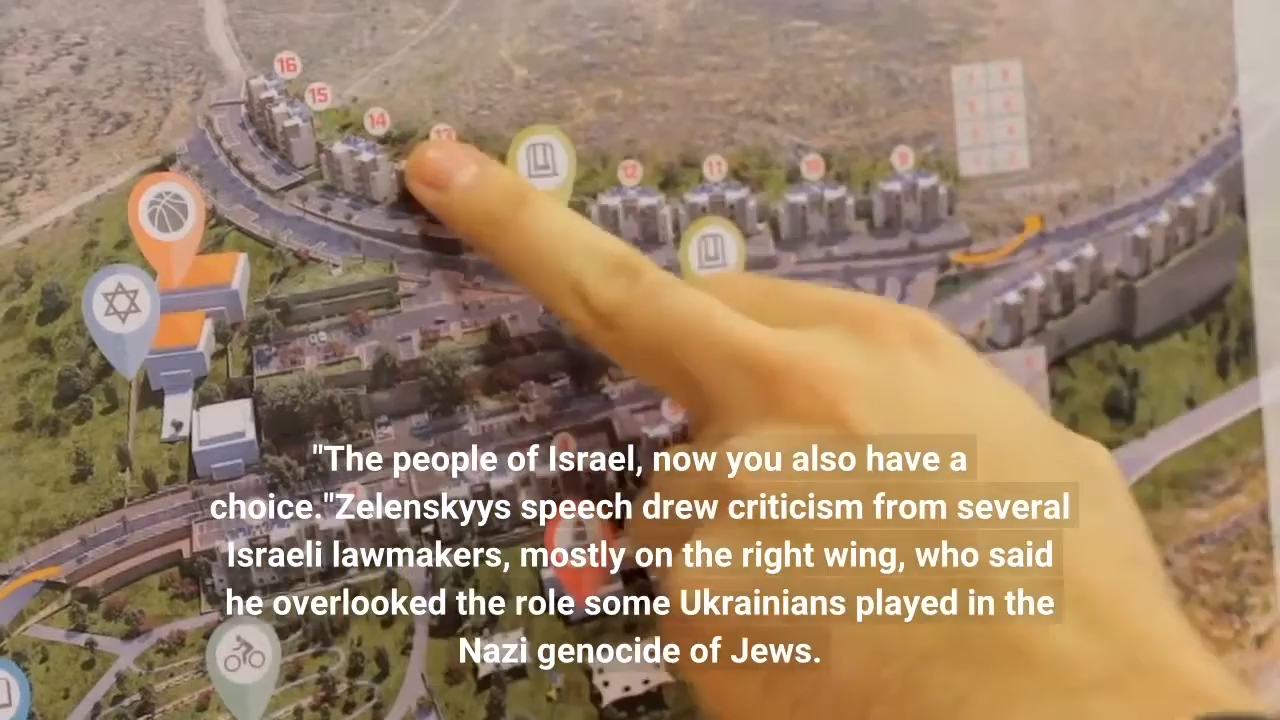 16
15
14
13
12
11
10
9
"The people of Israel, now you also have a
choice."Zelenskyys speech drew criticism from several
Israeli lawmakers, mostly on the right wing, who said
he overlooked the role some Ukrainians played in the
Nazi genocide of Jews.